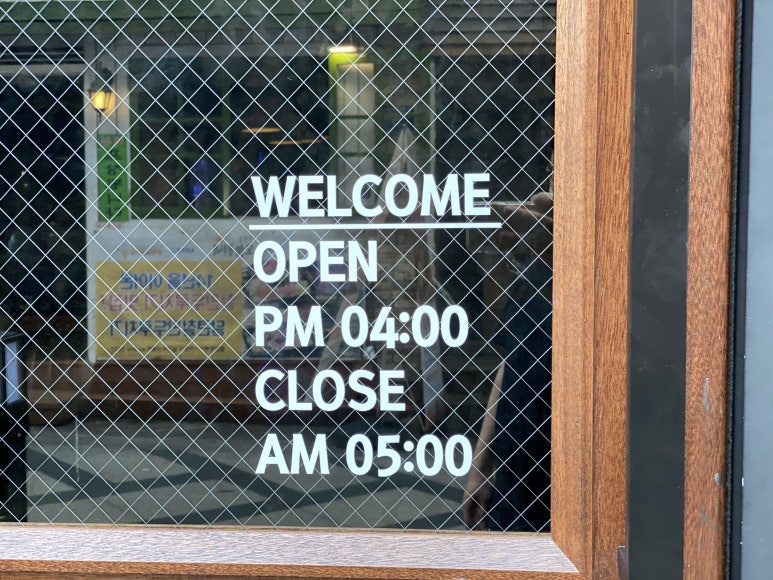 WELCOME
OPEN
PM 04:00
CLOSE
AM 05:00